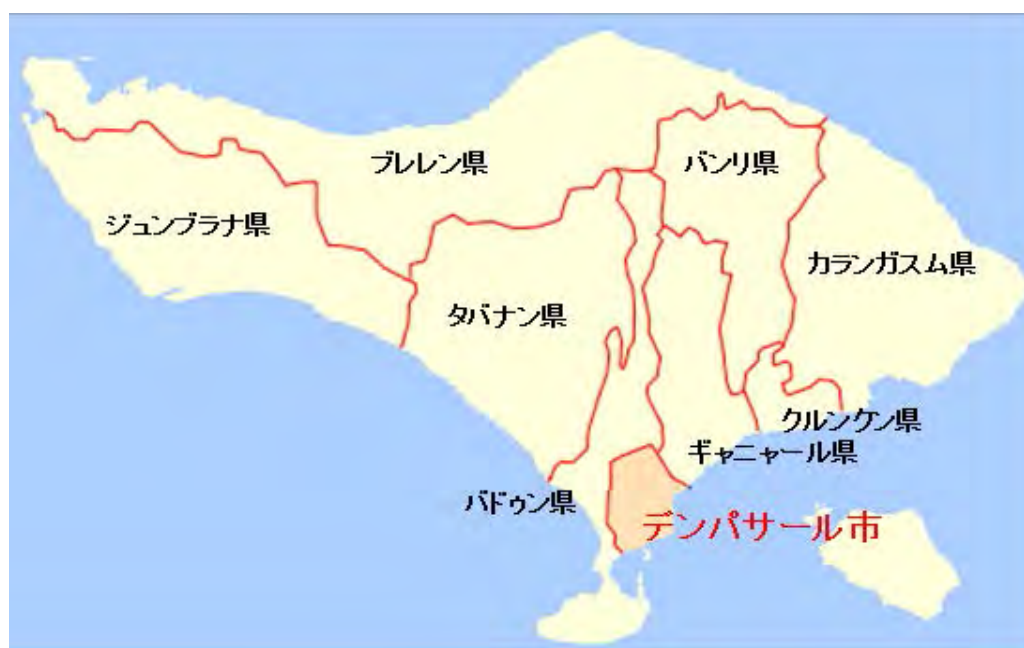 ブレレン県
バンリ県
ジュンブラナ県
カランガスム県
タバナン県
クルンケン県
ギャニャール県
バドゥン県
デンパサール市